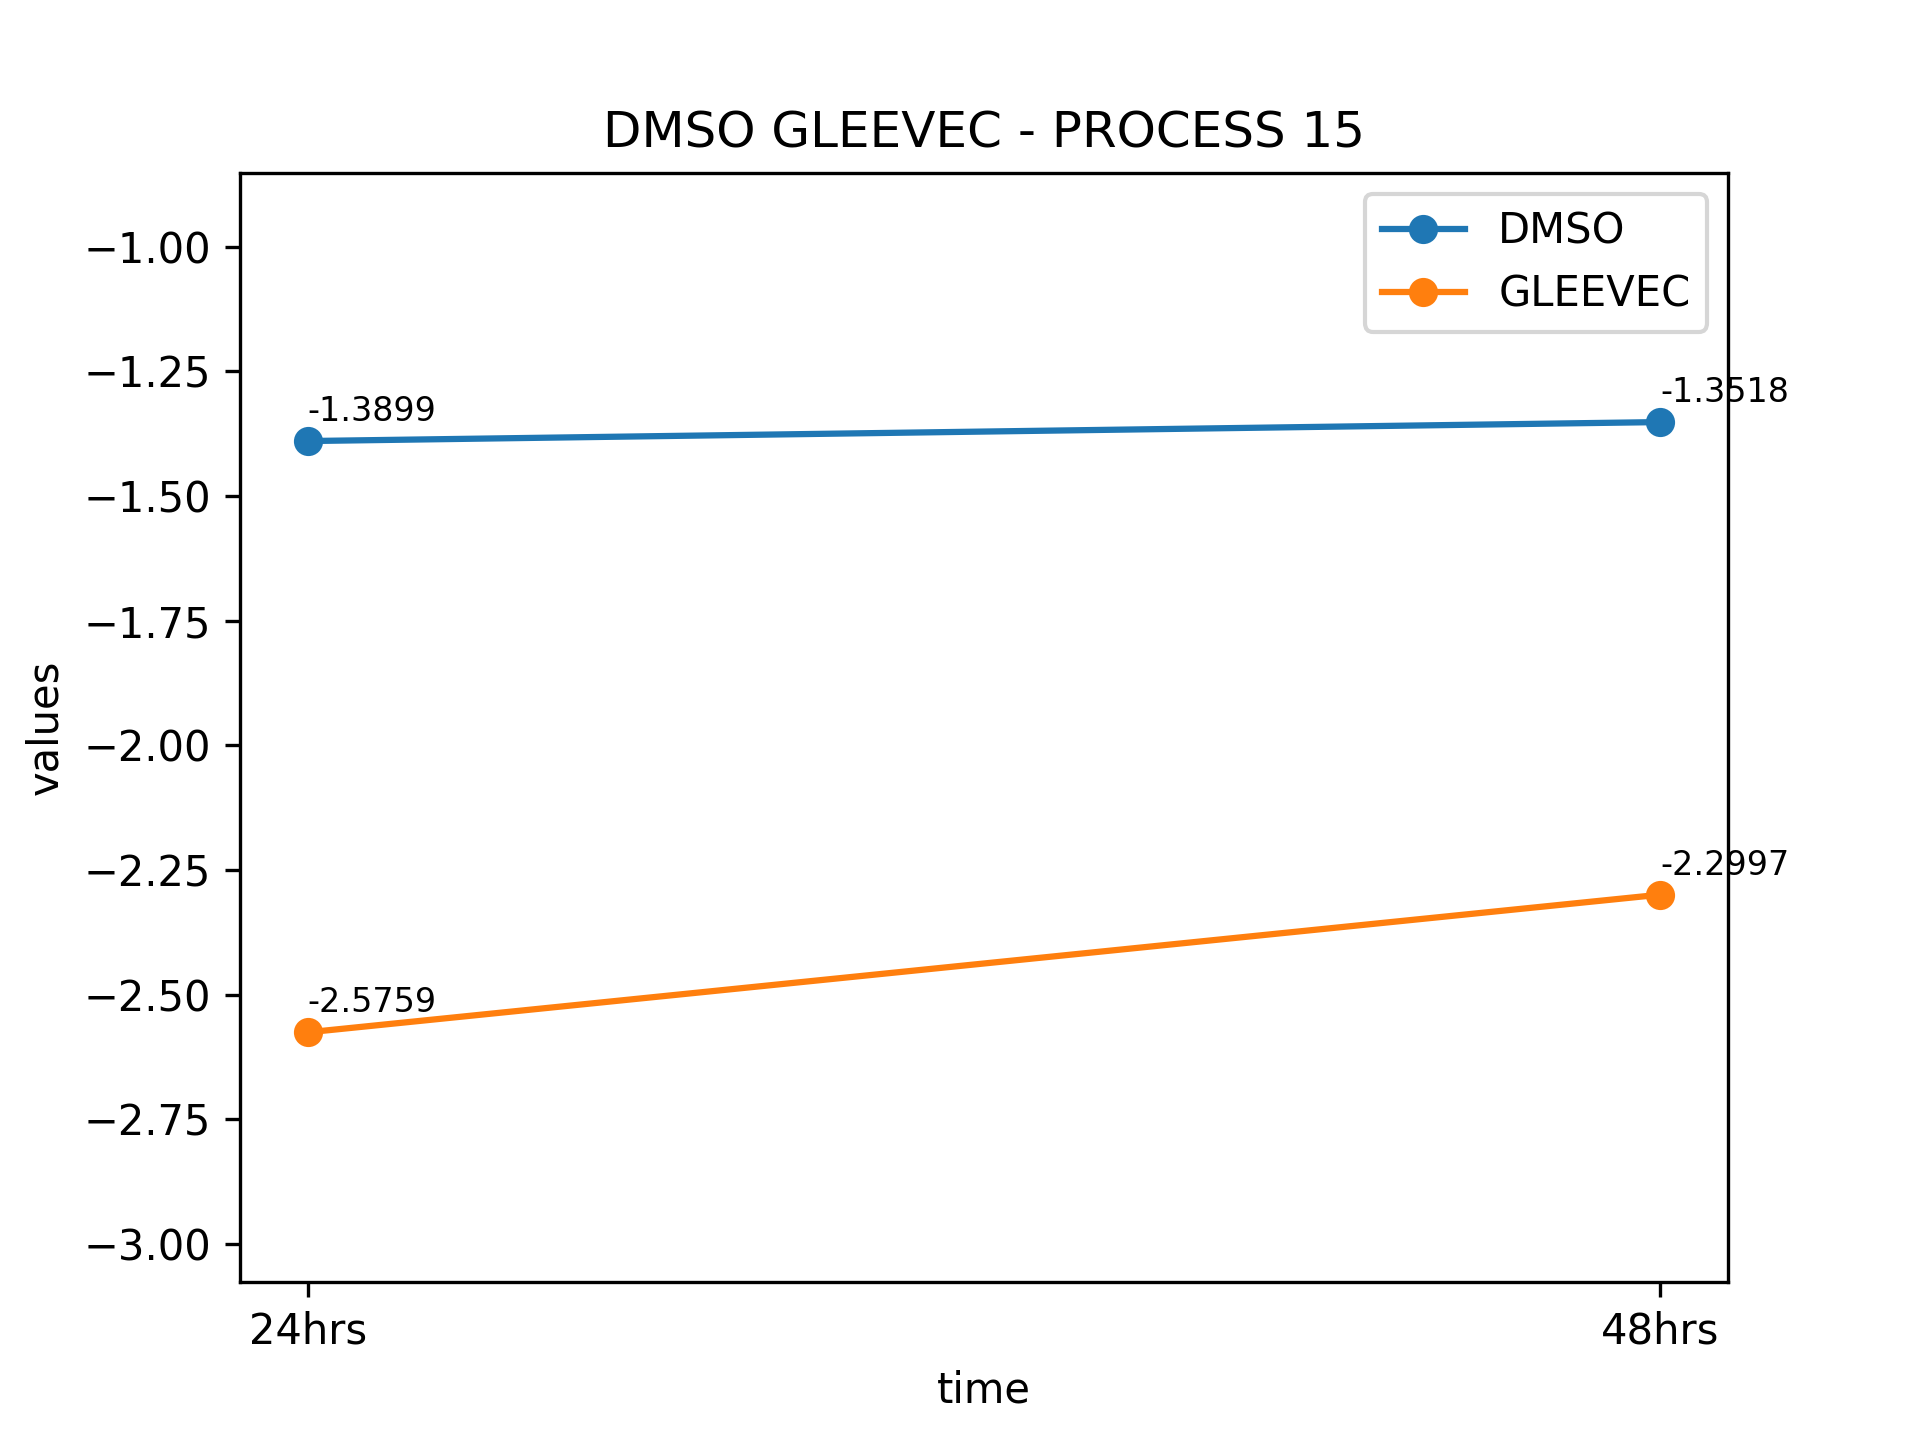 DMSO GLEEVEC - PROCESS 15
DMSO
GLEEVEC
−1.00
−1.25
−1.50
−1.75
−2.00
−2.25
−2.50
−2.75
−3.00
values
-1.3899
-1.3518
-2.2997
-2.5759
24hrs
48hrs
time